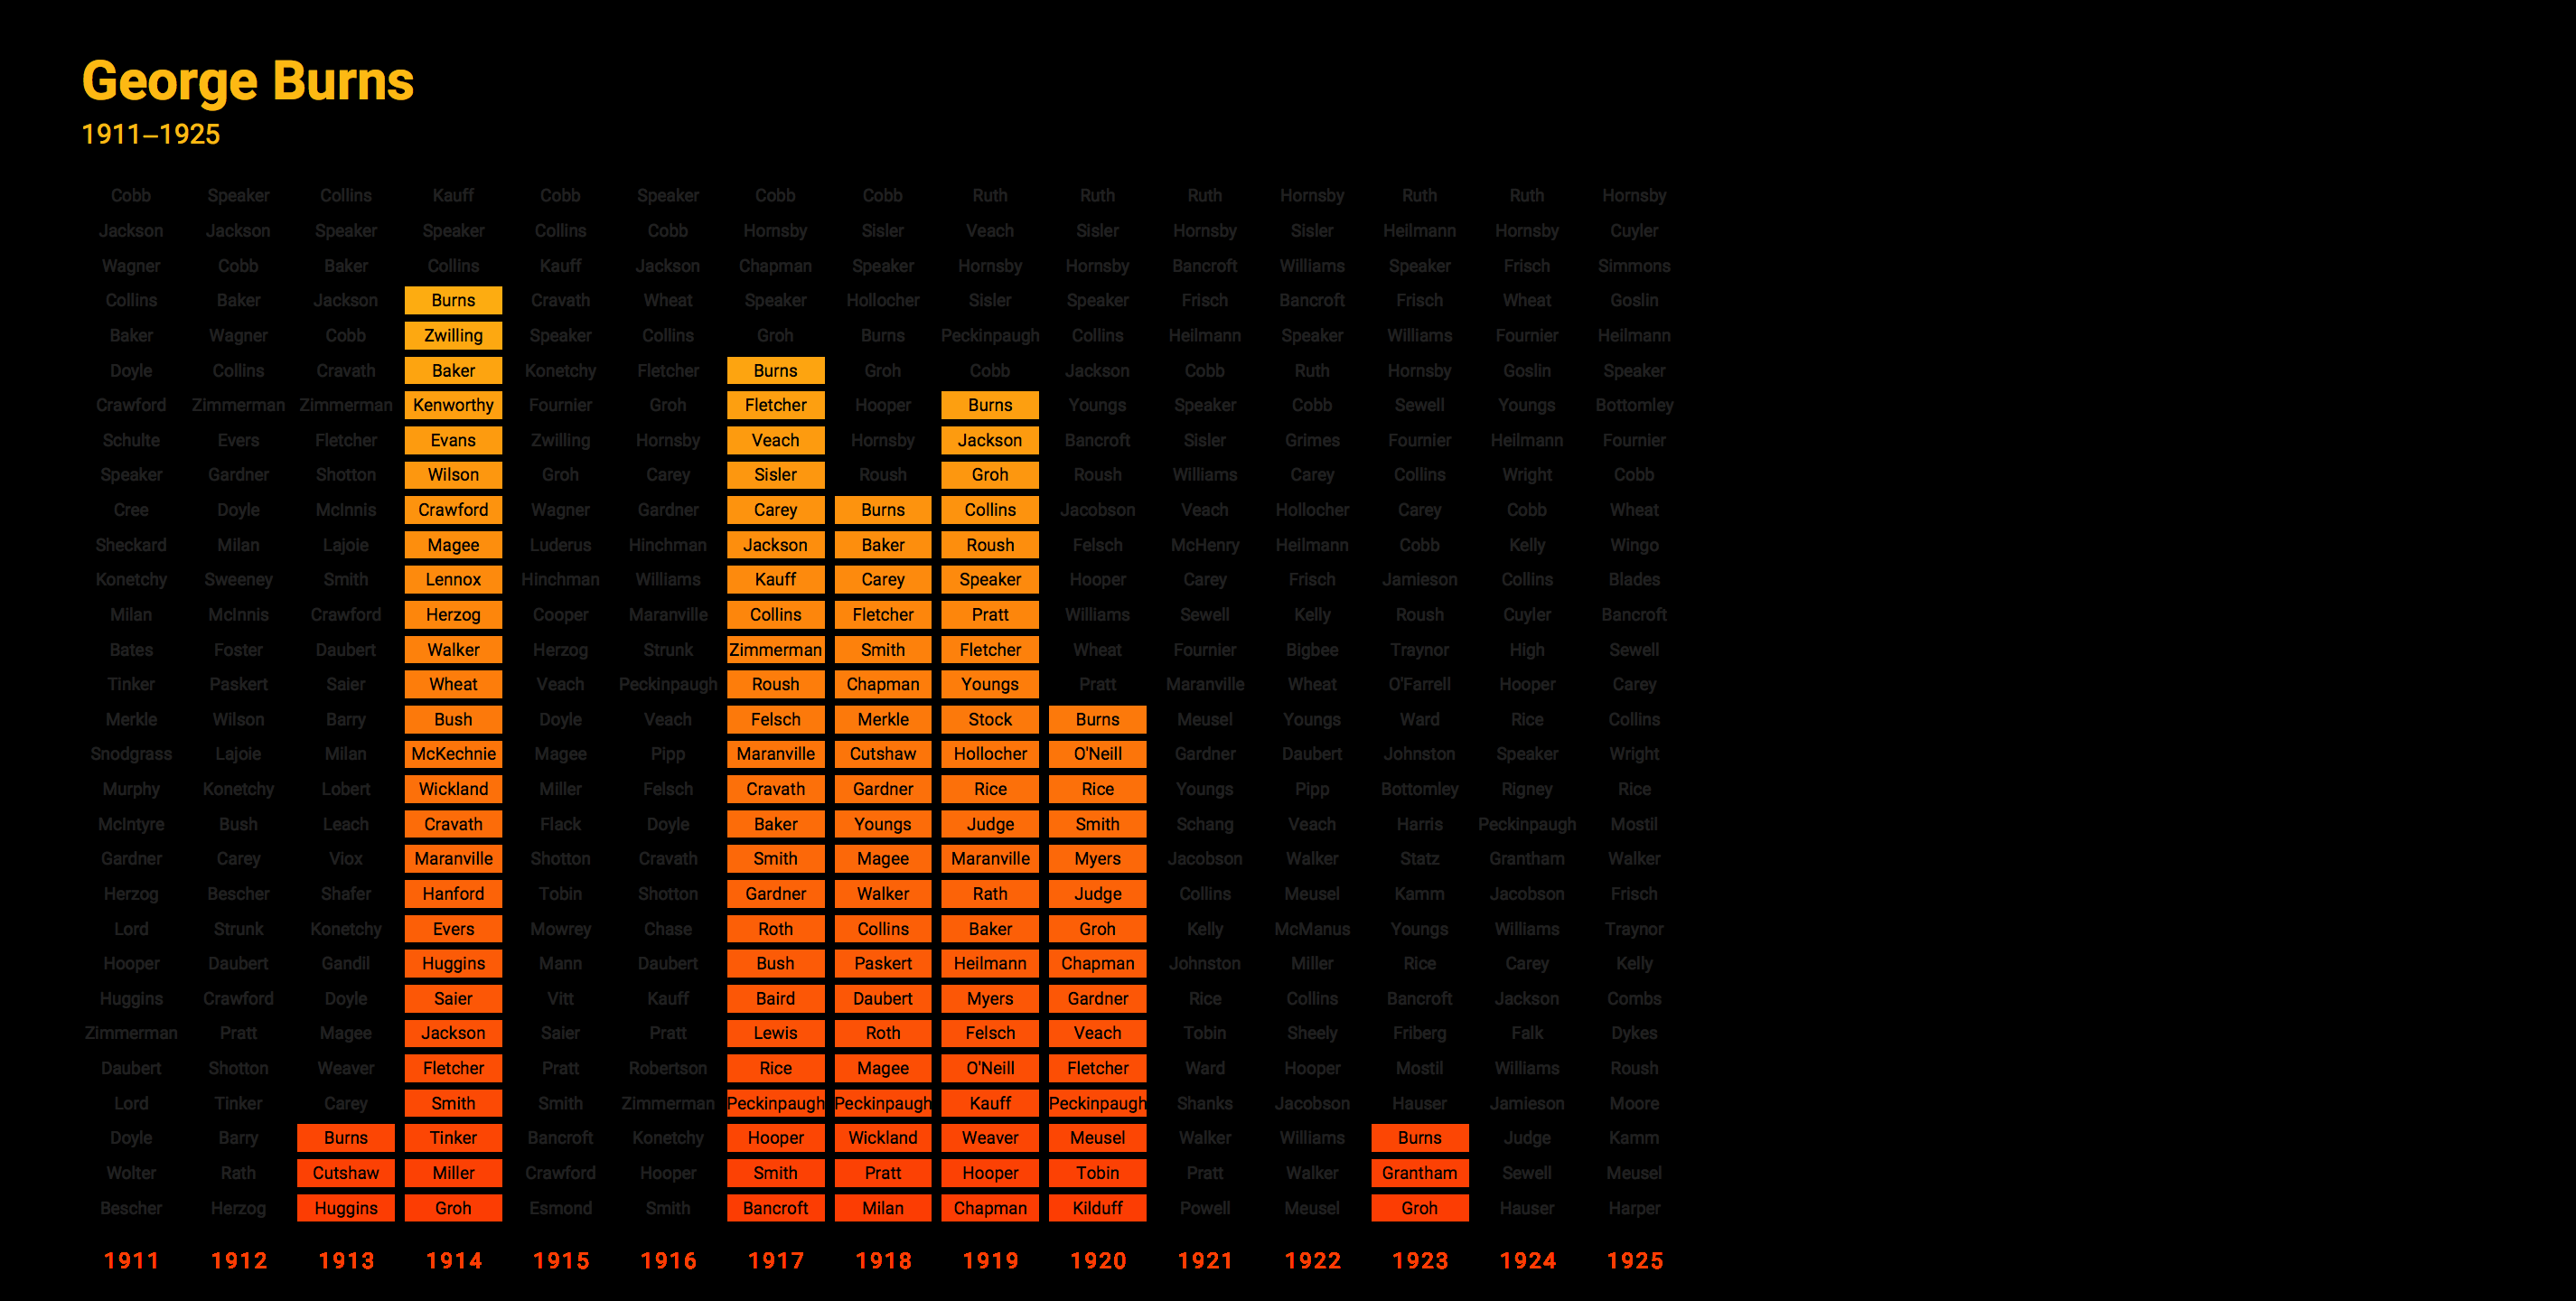 George Burns
1911–1925
Cobb Speaker Collins Kauff Cobb Speaker Cobb Cobb Ruth Ruth Ruth Hornsby Ruth Ruth Hornsby
Jackson Jackson Speaker Speaker Collins Cobb Hornsby Sisler Veach Sisler Hornsby Sisler Heilmann Hornsby Cuyler
Wagner Cobb Baker Collins Kauff Jackson Chapman Speaker Hornsby Hornsby Bancroft Williams Speaker Frisch Simmons
Collins Baker Jackson Burns Cravath Wheat Speaker Hollocher Sisler Speaker Frisch Bancroft Frisch Wheat Goslin
Baker Wagner Cobb Zwilling Speaker Collins Groh Burns Peckinpaugh Collins Heilmann Speaker Williams Fournier Heilmann
Doyle Collins Cravath Baker Konetchy Fletcher Burns Groh Cobb Jackson Cobb Ruth Hornsby Goslin Speaker
Crawford Zimmerman Zimmerman Kenworthy Fournier Groh Fletcher Hooper Burns Youngs Speaker Cobb Sewell Youngs Bottomley
Schulte Evers Fletcher Evans Zwilling Hornsby Veach Hornsby Jackson Bancroft Sisler Grimes Fournier Heilmann Fournier
Speaker Gardner Shotton Wilson Groh Carey Sisler Roush Groh Roush Williams Carey Collins Wright Cobb
Cree Doyle McInnis Crawford Wagner Gardner Carey Burns Collins Jacobson Veach Hollocher Carey Cobb Wheat
Sheckard Milan Lajoie Magee Luderus Hinchman Jackson Baker Roush Felsch McHenry Heilmann Cobb Kelly Wingo
Konetchy Sweeney Smith Lennox Hinchman Williams Kauff Carey Speaker Hooper Carey Frisch Jamieson Collins Blades
Milan McInnis Crawford Herzog Cooper Maranville Collins Fletcher Pratt Williams Sewell Kelly Roush Cuyler Bancroft
Bates Foster Daubert Walker Herzog Strunk Zimmerman Smith Fletcher Wheat Fournier Bigbee Traynor High Sewell
Tinker Paskert Saier Wheat Veach Peckinpaugh Roush Chapman Youngs Pratt Maranville Wheat O'Farrell Hooper Carey
Merkle Wilson Barry Bush Doyle Veach Felsch Merkle Stock Burns Meusel Youngs Ward Rice Collins
Snodgrass Lajoie Milan McKechnie Magee Pipp Maranville Cutshaw Hollocher O'Neill Gardner Daubert Johnston Speaker Wright
Murphy Konetchy Lobert Wickland Miller Felsch Cravath Gardner Rice Rice Youngs Pipp Bottomley Rigney Rice
McIntyre Bush Leach Cravath Flack Doyle Baker Youngs Judge Smith Schang Veach Harris Peckinpaugh Mostil
Gardner Carey Viox Maranville Shotton Cravath Smith Magee Maranville Myers Jacobson Walker Statz Grantham Walker
Herzog Bescher Shafer Hanford Tobin Shotton Gardner Walker Rath Judge Collins Meusel Kamm Jacobson Frisch
Lord Strunk Konetchy Evers Mowrey Chase Roth Collins Baker Groh Kelly McManus Youngs Williams Traynor
Hooper Daubert Gandil Huggins Mann Daubert Bush Paskert Heilmann Chapman Johnston Miller Rice Carey Kelly
Huggins Crawford Doyle Saier Vitt Kauff Baird Daubert Myers Gardner Rice Collins Bancroft Jackson Combs
Zimmerman Pratt Magee Jackson Saier Pratt Lewis Roth Felsch Veach Tobin Sheely Friberg Falk Dykes
Daubert Shotton Weaver Fletcher Pratt Robertson Rice Magee O'Neill Fletcher Ward Hooper Mostil Williams Roush
Lord Tinker Carey Smith Smith Zimmerman Peckinpaugh Peckinpaugh Kauff Peckinpaugh Shanks Jacobson Hauser Jamieson Moore
Doyle Barry Burns Tinker Bancroft Konetchy Hooper Wickland Weaver Meusel Walker Williams Burns Judge Kamm
Wolter Rath Cutshaw Miller Crawford Hooper Smith Pratt Hooper Tobin Pratt Walker Grantham Sewell Meusel
Bescher Herzog Huggins Groh Esmond Smith Bancroft Milan Chapman Kilduff Powell Meusel Groh Hauser Harper
1911 1912 1913 1914 1915 1916 1917 1918 1919 1920 1921 1922 1923 1924 1925